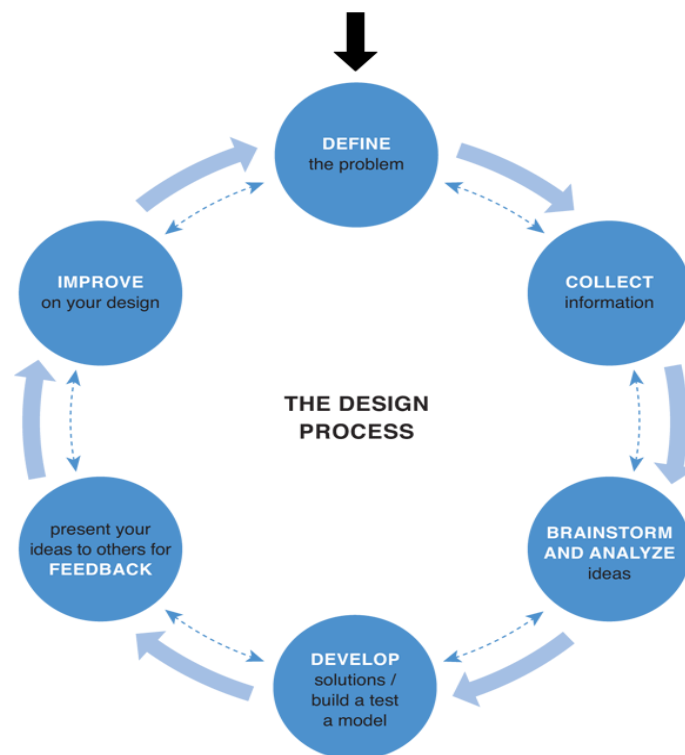 DEFINE
the problem
COLLECT
information
BRAINSTORM
AND ANALYZE
ideas
DEVELOP
solutions /
build a test
a model
present your
ideas to others for
FEEDBACK
IMPROVE
on your design
THE DESIGN
PROCESS